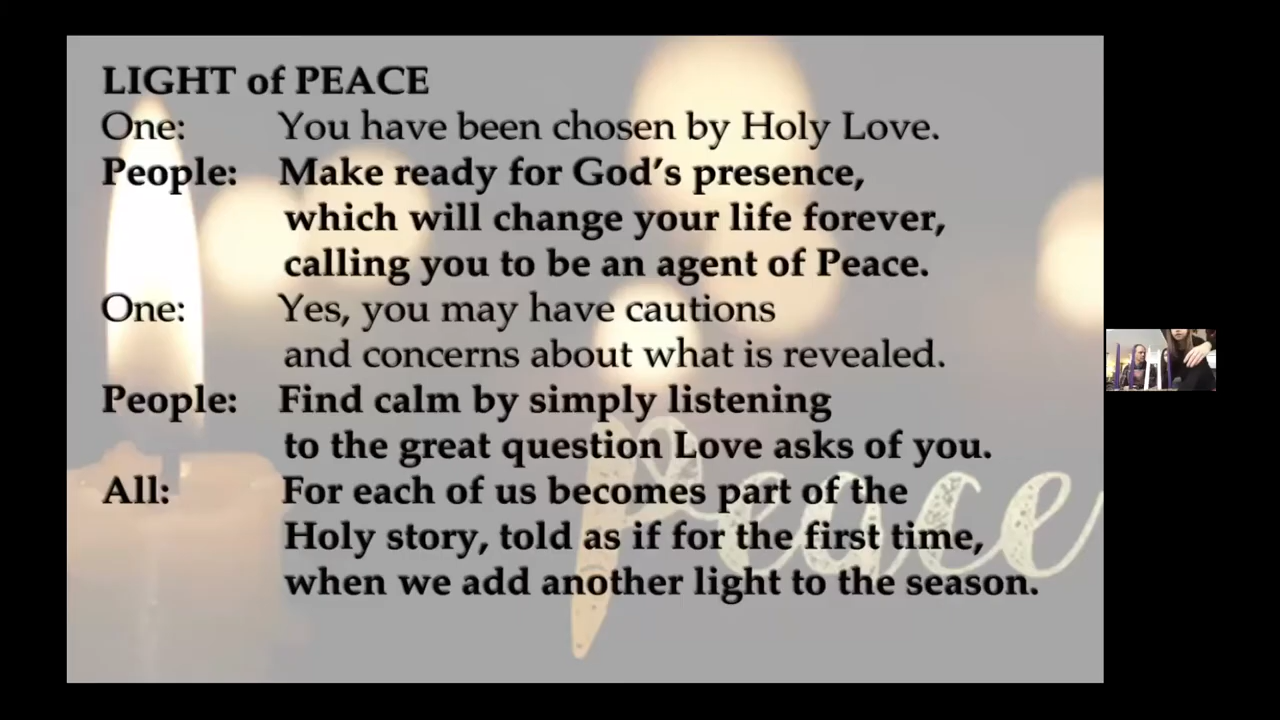 LIGHT of PEACE
One: You have been chosen by Holy Love.
People: Make ready for God's presence,
which will change your life forever,
calling you to be an agent of Peace.
One: Yes, you may have cautions
and concerns about what is revealed.
People: Find calm by simply listening
to the great question Love asks of you.
All: For each of us becomes part of the
Holy story, told as if for the first time,
when we add another light to the season.
Peace